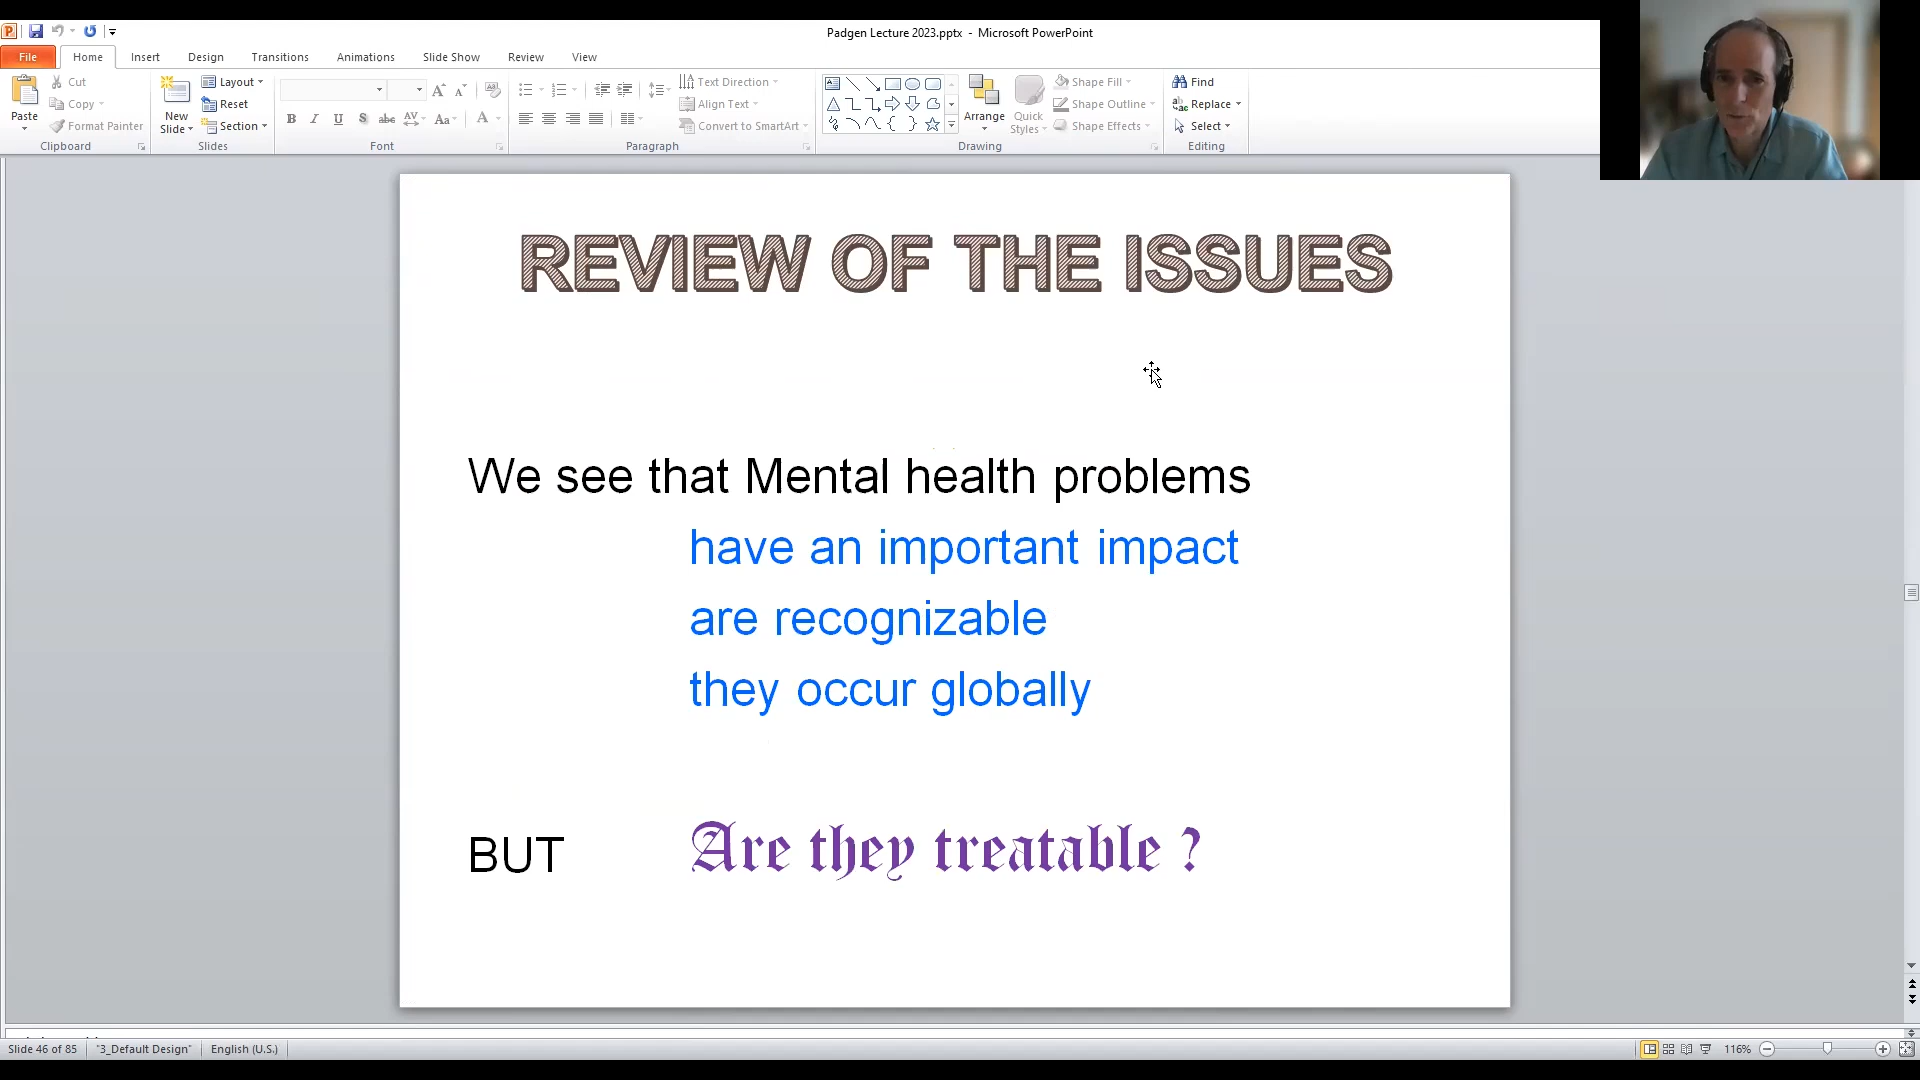 Padgen Lecture 2023.pptx - Microsoft PowerPoint
File Home Insert Design Transitions Animations Slide Show Review View
Paste
Cut
Copy
Format Painter
Clipboard
New Slide
Layout
Reset
Section
Slides
B I U S abc AV Aa A
Font
Text Direction
Align Text
Convert to SmartArt
Paragraph
Arrange
Quick Styles
Shape Fill
Shape Outline
Shape Effects
Drawing
Find
Replace
Select
Editing
REVIEW OF THE ISSUES
We see that Mental health problems
have an important impact
are recognizable
they occur globally
BUT Are they treatable ?
Slide 46 of 85 "3_Default Design" English (U.S.) 116%